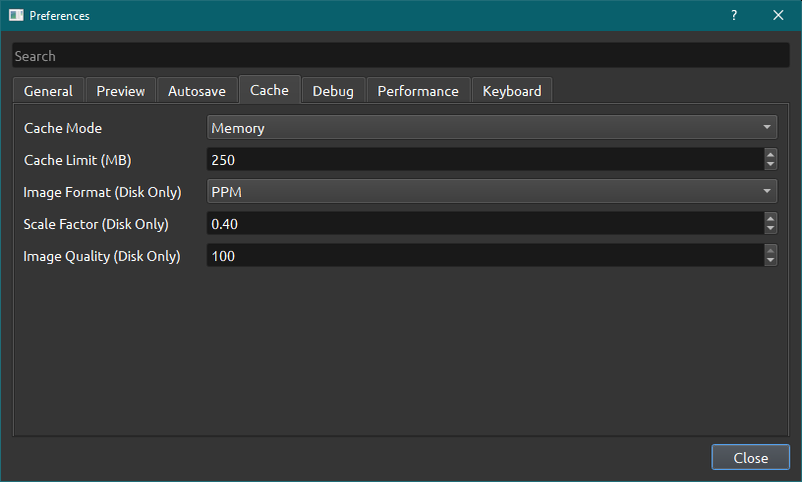 Preferences
?
Search
General Preview Autosave Cache Debug Performance Keyboard
Cache Mode Memory
Cache Limit (MB) 250
Image Format (Disk Only) PPM
Scale Factor (Disk Only) 0.40
Image Quality (Disk Only) 100
Close